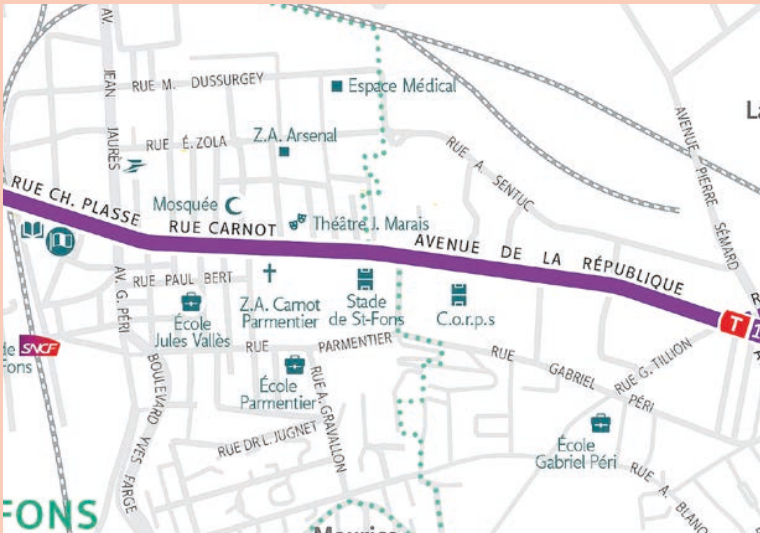 AV.
JEAN JAURÈS
RUE M. DUSSURGEY
Espace Médical
RUE É. ZOLA
Z.A. Arsenal
RUE A. SENTUC
AVENUE PIERRE SÉMARD
La
RUE CH. PLASSE
Mosquée
RUE CARNOT
Théâtre J. Marais
AVENUE DE LA RÉPUBLIQUE
AV. G. PÉRI
RUE PAUL BERT
École
Jules Vallès
Z.A. Carnot
Parmentier
Stade
de St-Fons
C.o.r.p.s
T
SNCF
Fons
RUE PARMENTIER
BOULEVARD YVES FARGE
École
Parmentier
RUE A. GRAVALLON
RUE DR L. JUGNET
RUE GABRIEL PÉRI
RUE G. TILLION
École
Gabriel Péri
RUE A. BLANC
FONS